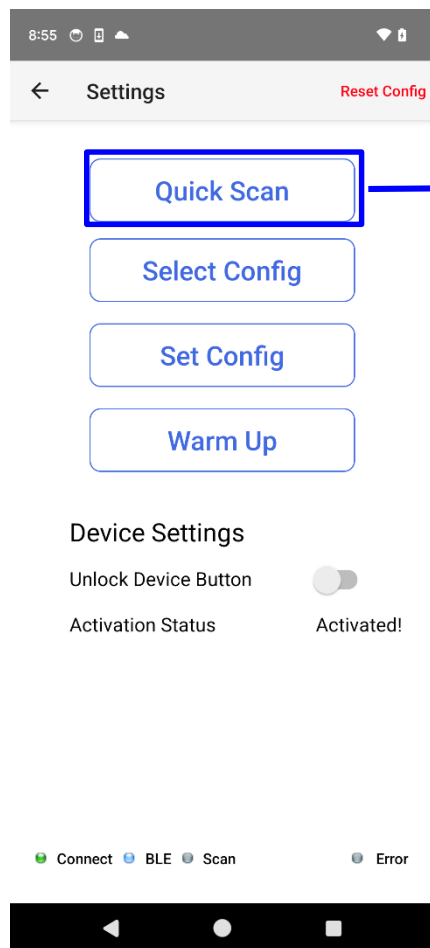 8:55
Settings
Reset Config
Quick Scan
Select Config
Set Config
Warm Up
Device Settings
Unlock Device Button
Activation Status Activated!
Connect BLE Scan Error